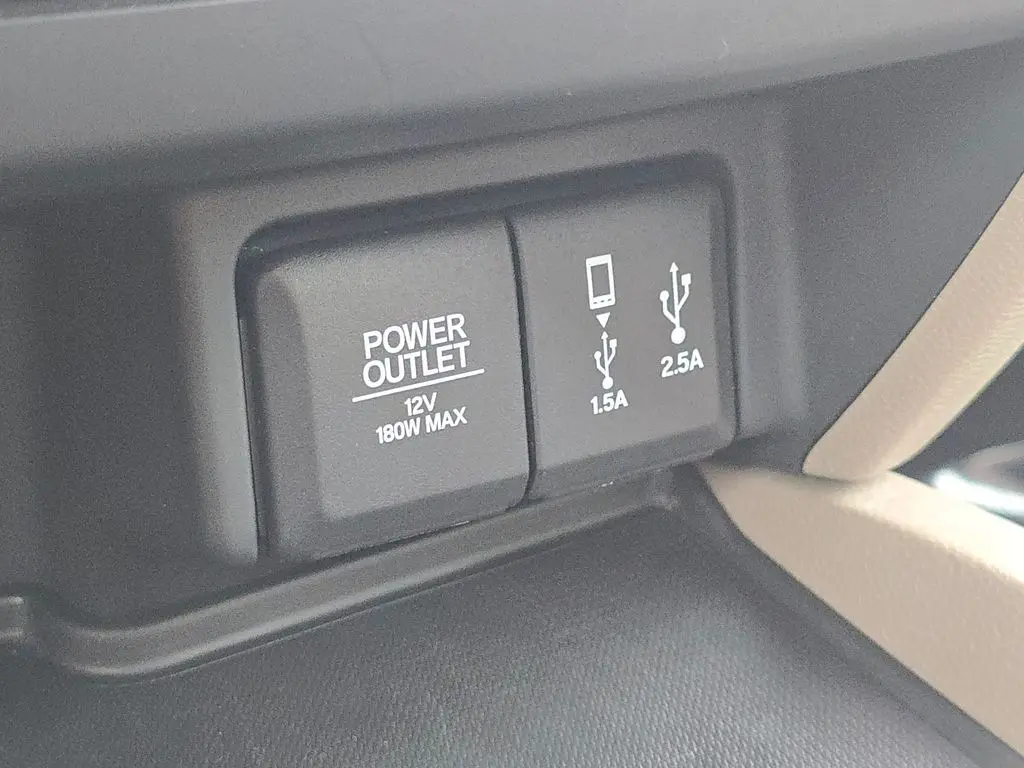 POWER
OUTLET
12V
180W MAX
1.5A
2.5A